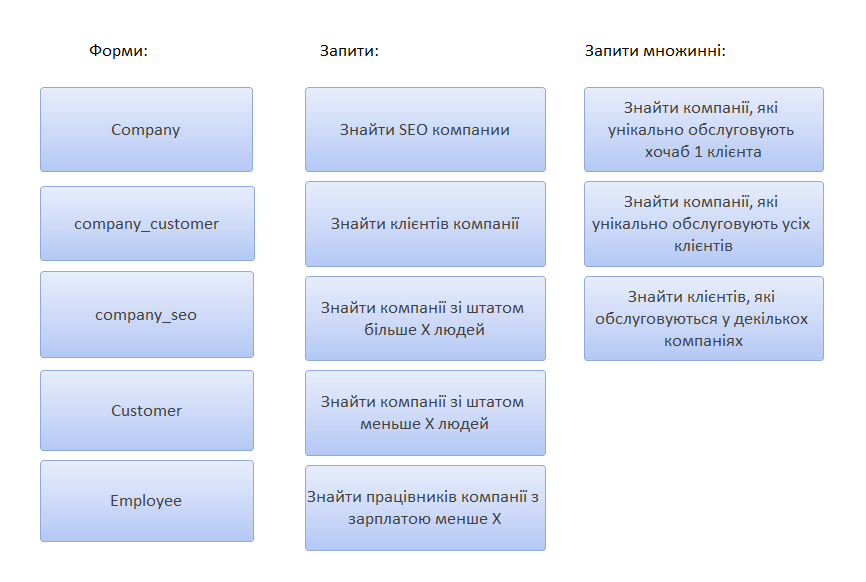 Форми:
Company
company_customer
company_seo
Customer
Employee
Запити:
Знайти SEO компании
Знайти клієнтів компанії
Знайти компанії зі штатом
більше X людей
Знайти компанії зі штатом
меньше X людей
Знайти працівників компанії з
зарплатою менше X
Запити множинні:
Знайти компанії, які
унікально обслуговують
хочаб 1 клієнта
Знайти компанії, які
унікально обслуговують усіх
клієнтів
Знайти клієнтів, які
обслуговуються у декількох
компаніях